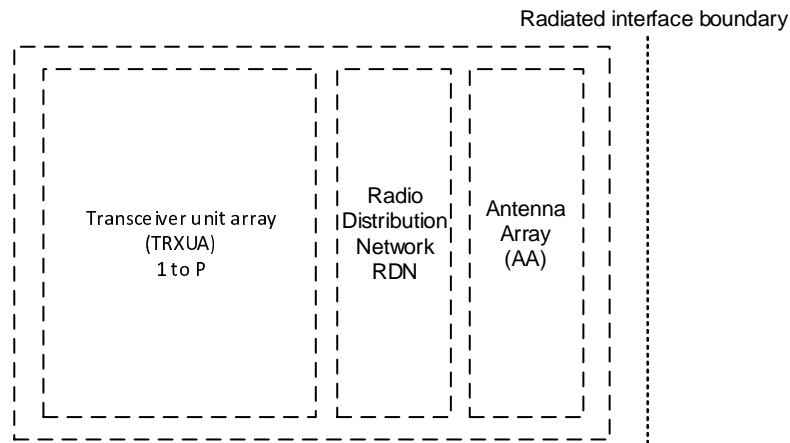 Radiated interface boundary
Transceiver unit array
(TRXUA)
1 to P
Radio
Distribution
Network
RDN
Antenna
Array
(AA)